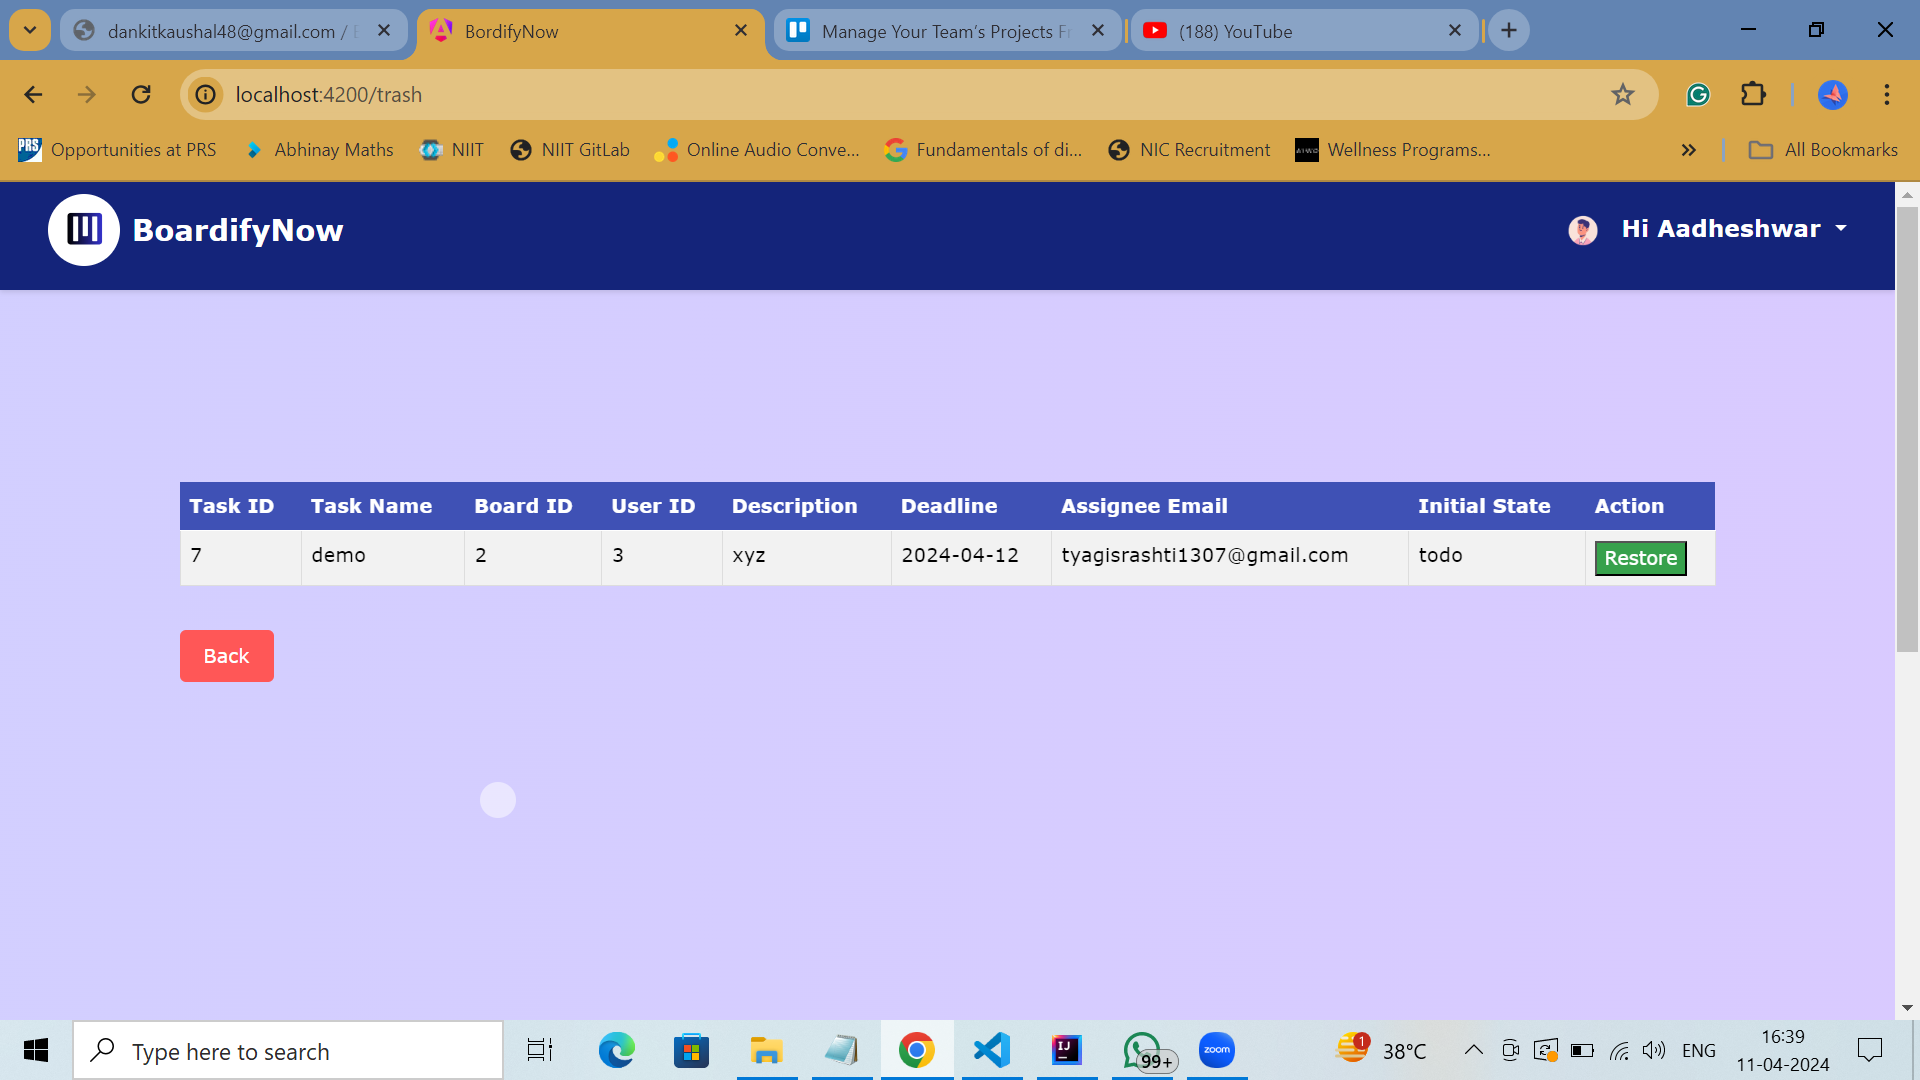 dankitkaushal48@gmail.com /
BordifyNow
Manage Your Team's Projects Fr
(188) YouTube
localhost:4200/trash
PRS Opportunities at PRS
Abhinay Maths
NIIT
NIIT GitLab
Online Audio Conve...
Fundamentals of di...
NIC Recruitment
Wellness Programs...
All Bookmarks
BoardifyNow
Hi Aadheshwar
Task ID Task Name Board ID User ID Description Deadline Assignee Email Initial State Action
7 demo 2 3 xyz 2024-04-12 tyagisrashti1307@gmail.com todo Restore
Back
Type here to search
IJ
99+
zoom
1
38°C
ENG
16:39
11-04-2024